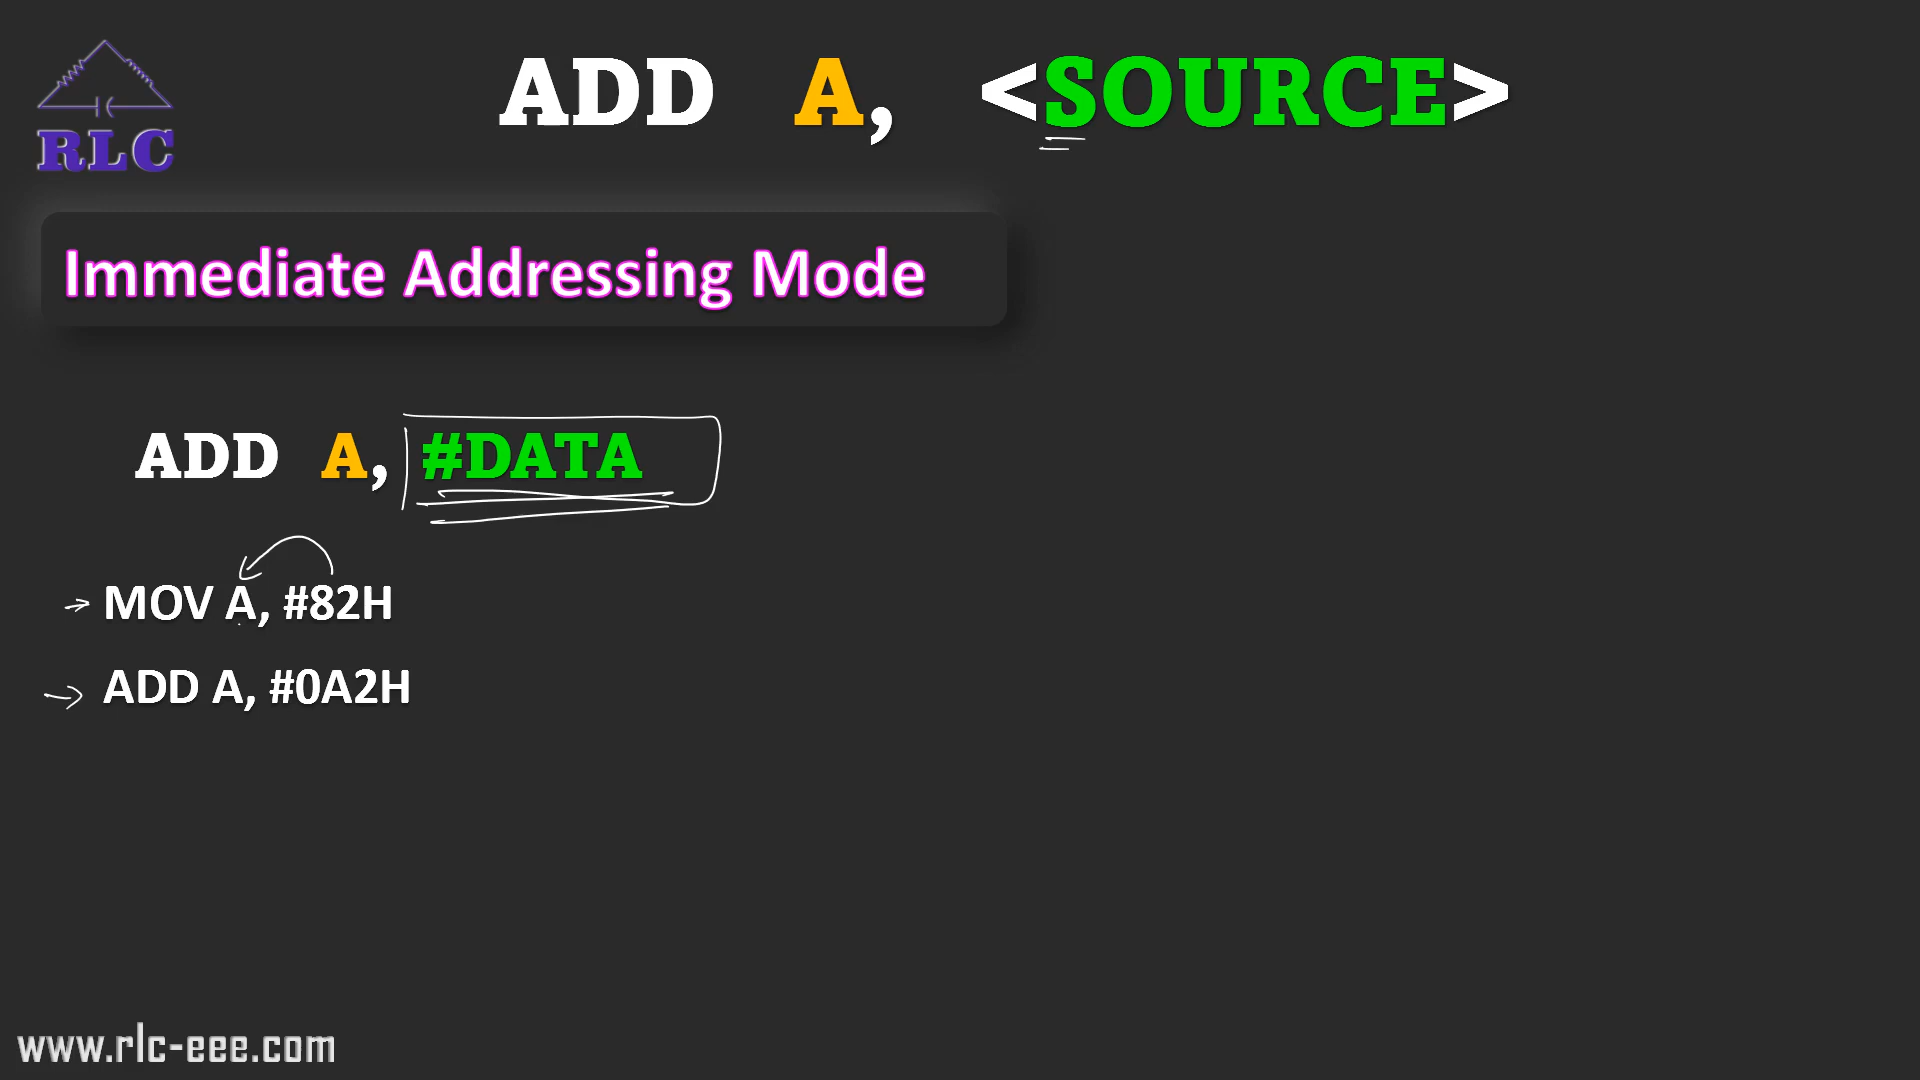 ADD A, <SOURCE>
RLC
Immediate Addressing Mode
ADD A, #DATA
MOV A, #82H
ADD A, #0A2H
www.rlc-eee.com